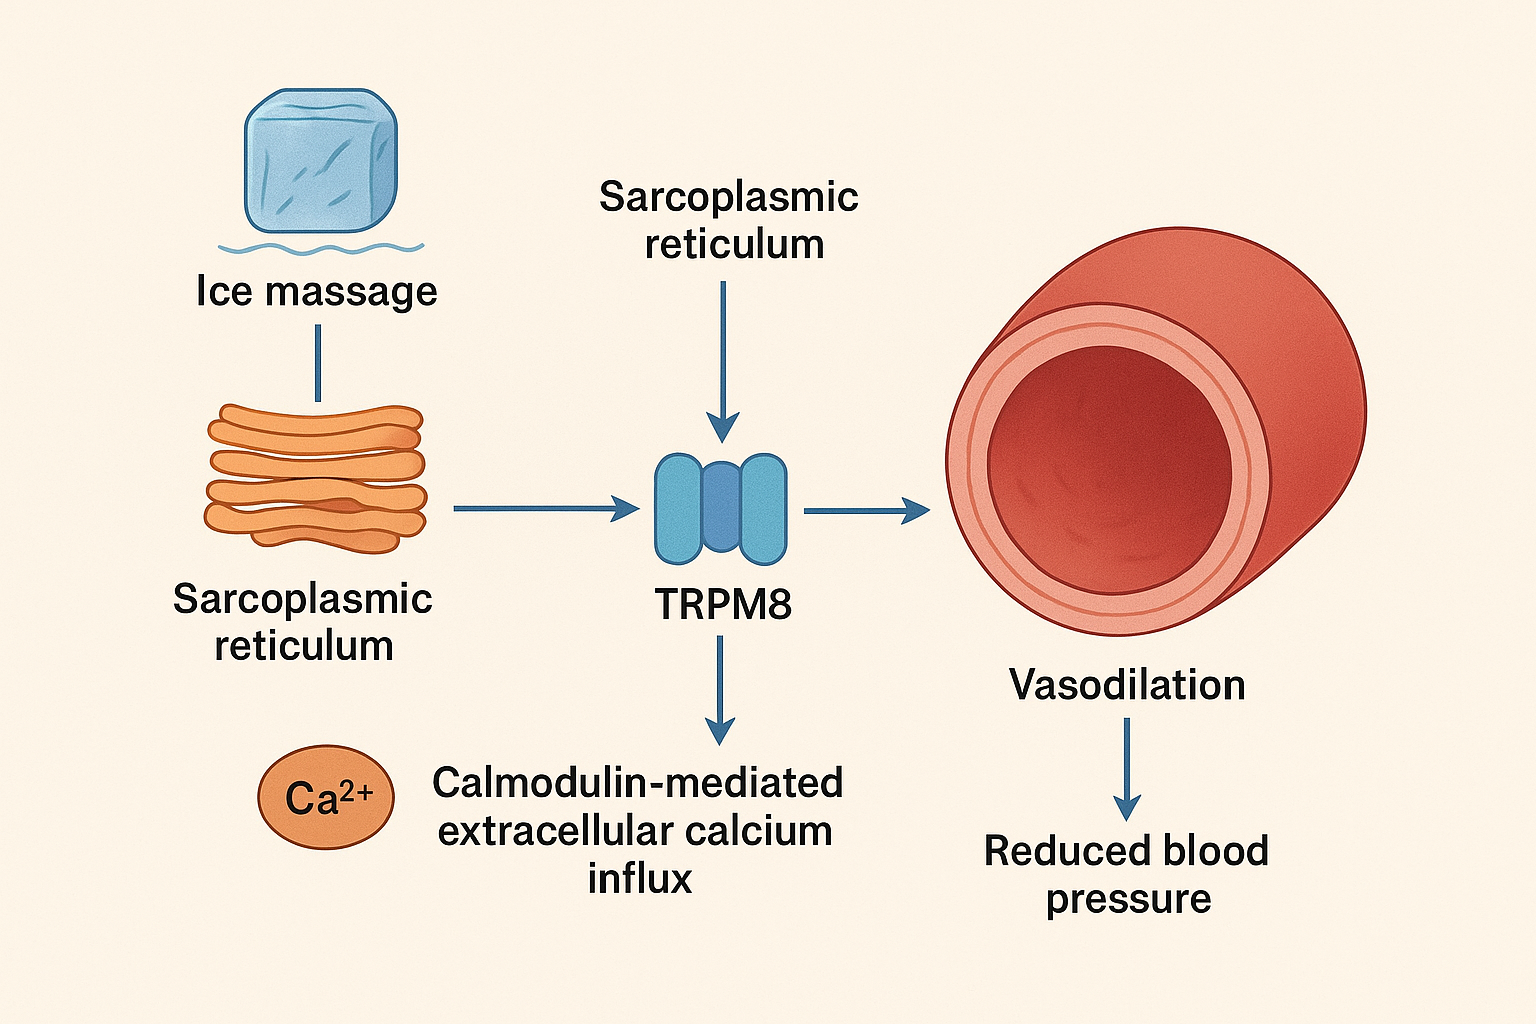 Ice massage
Sarcoplasmic
reticulum
Sarcoplasmic
reticulum
TRPM8
Calmodulin-mediated
extracellular calcium
influx
Ca²⁺
Vasodilation
Reduced blood
pressure